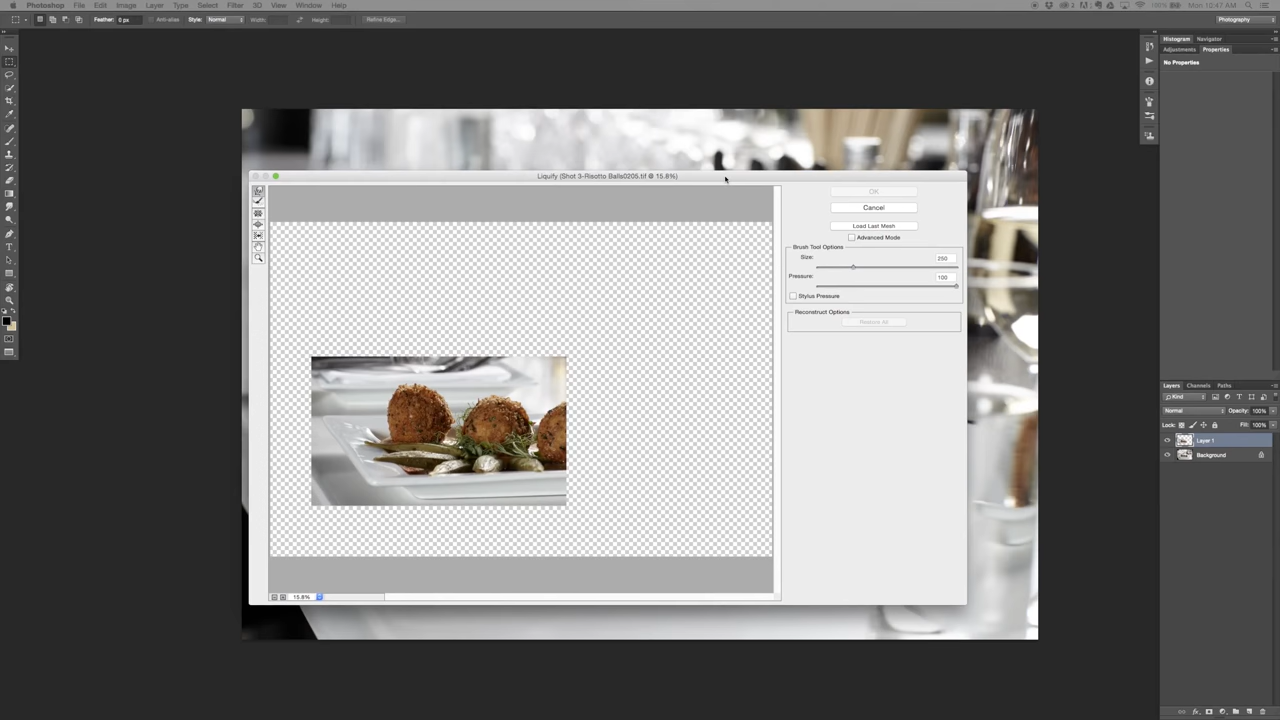 Photoshop File Edit Image Layer Type Select Filter 3D View Window Help 100% Mon 10:47 AM
Feather: 0 px Anti-alias Style: Normal Width: Height: Refine Edge... Photography
Histogram Navigator
Adjustments Properties
No Properties
Liquify (Shot 3-Risotto Balls0205.tif @ 15.8%)
OK
Cancel
Load Last Mesh
Advanced Mode
Brush Tool Options
Size: 250
Pressure: 100
Stylus Pressure
Reconstruct Options
Restore All
Layers Channels Paths
Kind
Normal Opacity: 100%
Lock: Fill: 100%
Layer 1
Background
15.8%